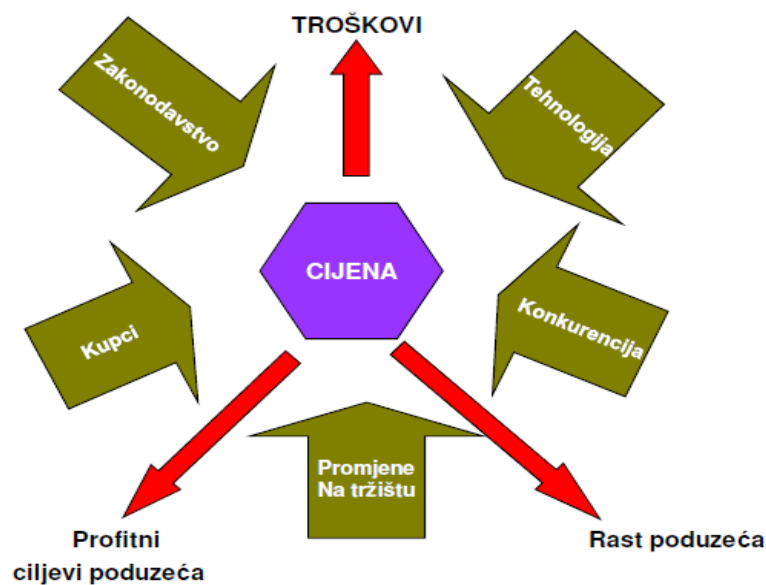 TROŠKOVI
Zakonodavstvo
Tehnologija
CIJENA
Kupci
Konkurencija
Promjene
Na tržištu
Profitni
ciljevi poduzeća
Rast poduzeća